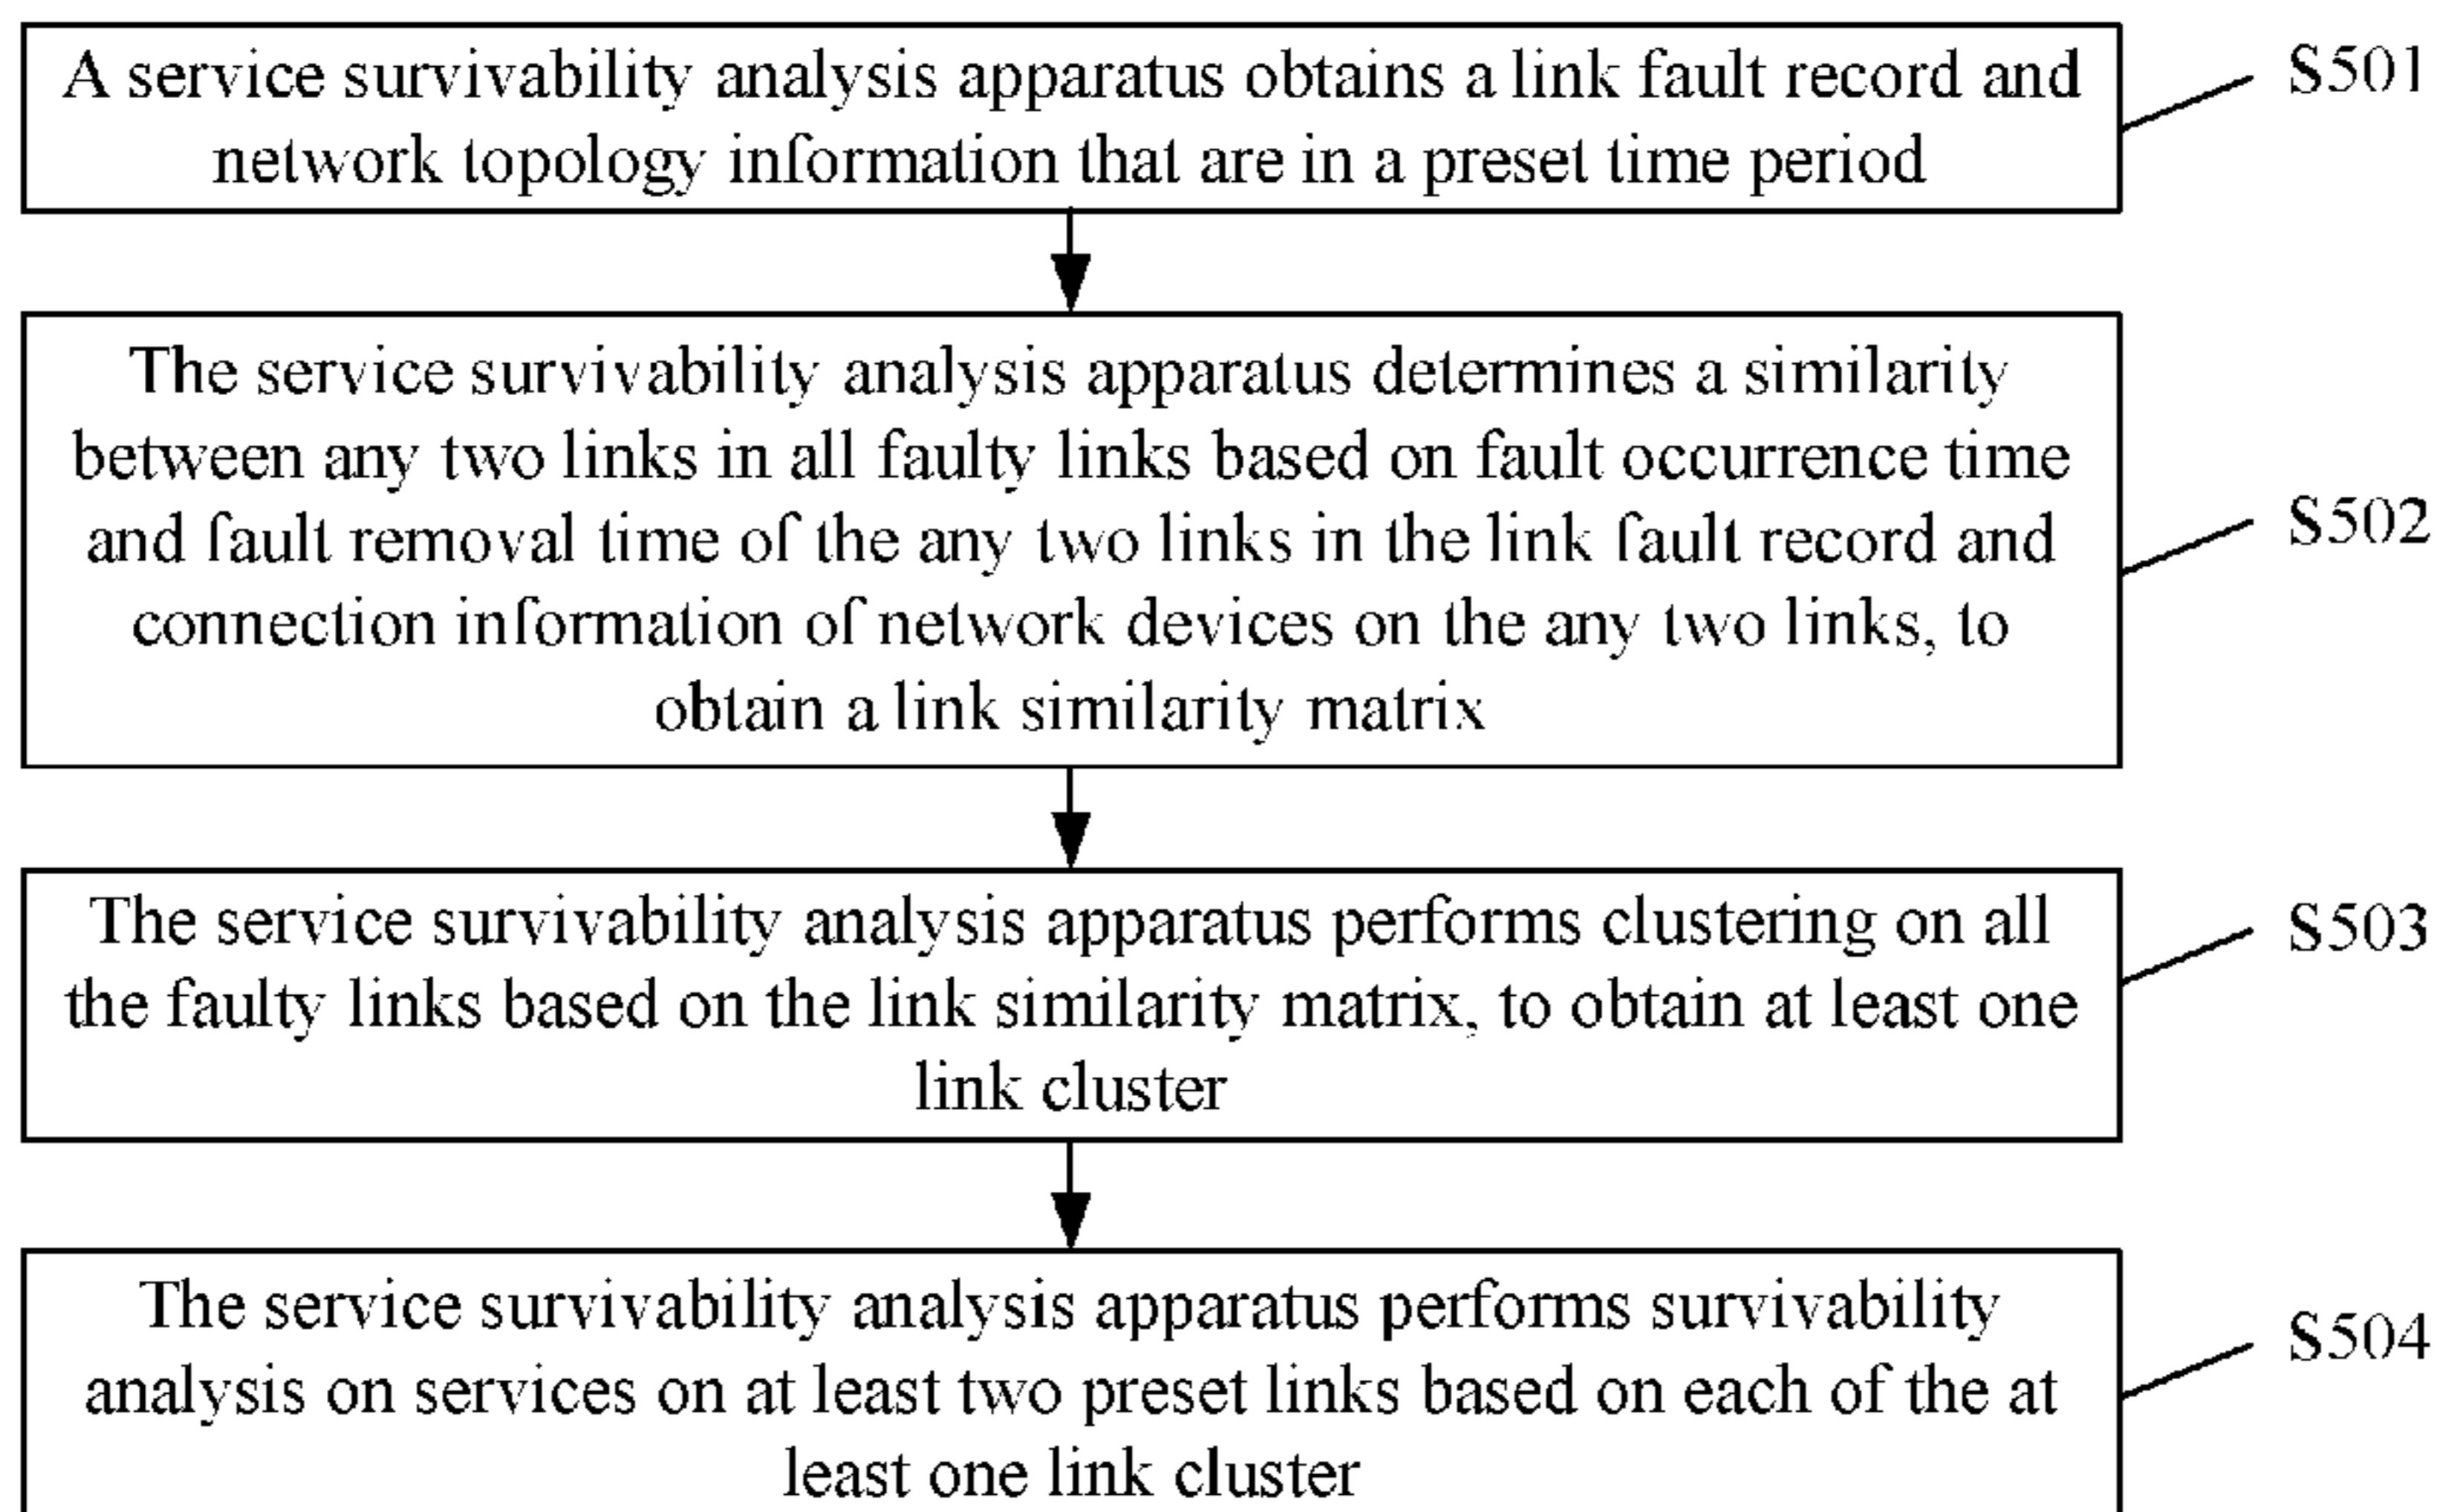 A service survivability analysis apparatus obtains a link fault record and
network topology information that are in a preset time period
S501
The service survivability analysis apparatus determines a similarity
between any two links in all faulty links based on fault occurrence time
and fault removal time of the any two links in the link fault record and
connection information of network devices on the any two links, to
obtain a link similarity matrix
S502
The service survivability analysis apparatus performs clustering on all
the faulty links based on the link similarity matrix, to obtain at least one
link cluster
S503
The service survivability analysis apparatus performs survivability
analysis on services on at least two preset links based on each of the at
least one link cluster
S504